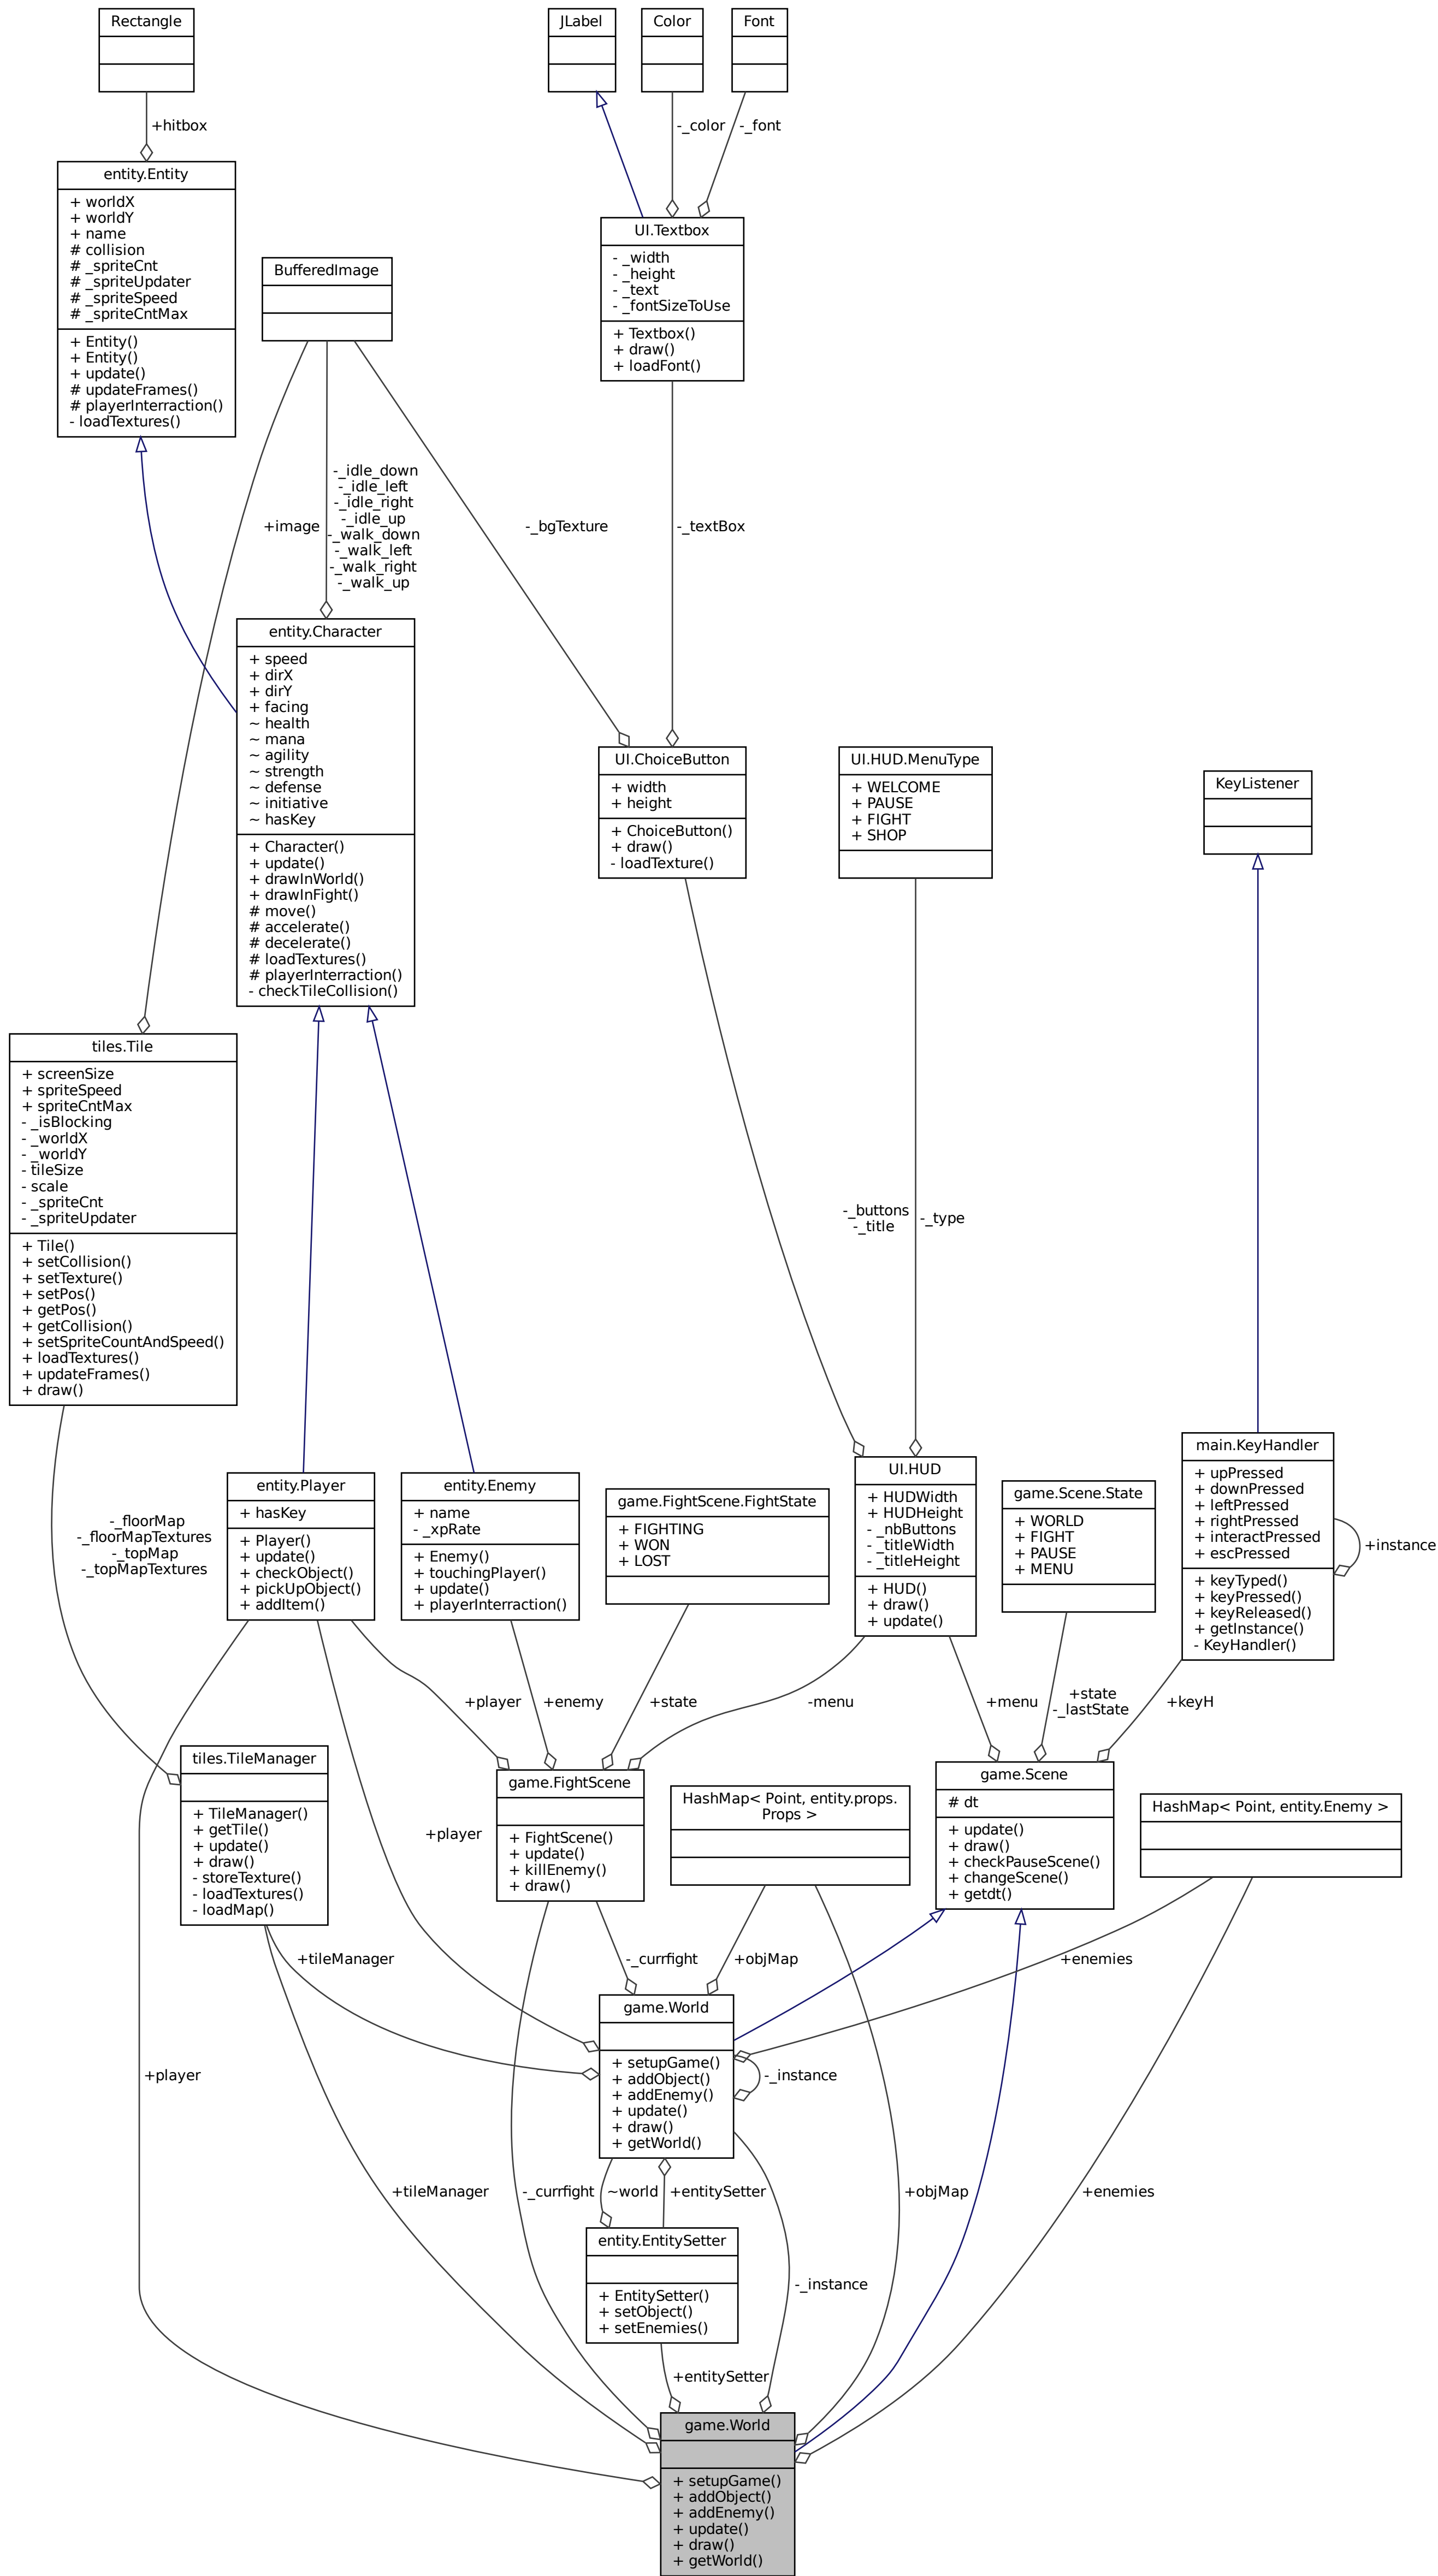 Rectangle
JLabel
Color
Font
+hitbox
-_color
-_font
entity.Entity
+ worldX
+ worldY
+ name
# collision
# _spriteCnt
# _spriteUpdater
# _spriteSpeed
# _spriteCntMax
+ Entity()
+ Entity()
+ update()
# updateFrames()
# playerInterraction()
- loadTextures()
UI.Textbox
- _width
- _height
- _text
- _fontSizeToUse
+ Textbox()
+ draw()
+ loadFont()
BufferedImage
+image
-_idle_down
-_idle_left
-_idle_right
-_idle_up
-_walk_down
-_walk_left
-_walk_right
-_walk_up
-_bgTexture
-_textBox
entity.Character
+ speed
+ dirX
+ dirY
+ facing
~ health
~ mana
~ agility
~ strength
~ defense
~ initiative
~ hasKey
+ Character()
+ update()
+ drawInWorld()
+ drawInFight()
# move()
# accelerate()
# decelerate()
# loadTextures()
# playerInterraction()
- checkTileCollision()
UI.ChoiceButton
+ width
+ height
+ ChoiceButton()
+ draw()
- loadTexture()
UI.HUD.MenuType
+ WELCOME
+ PAUSE
+ FIGHT
+ SHOP
KeyListener
tiles.Tile
+ screenSize
+ spriteSpeed
+ spriteCntMax
- _isBlocking
- _worldX
- _worldY
- tileSize
- scale
- _spriteCnt
- _spriteUpdater
+ Tile()
+ setCollision()
+ setTexture()
+ setPos()
+ getPos()
+ getCollision()
+ setSpriteCountAndSpeed()
+ loadTextures()
+ updateFrames()
+ draw()
-_buttons
-_title
-_type
-_floorMap
-_floorMapTextures
-_topMap
-_topMapTextures
entity.Player
+ hasKey
+ Player()
+ update()
+ checkObject()
+ pickUpObject()
+ addItem()
entity.Enemy
+ name
- _xpRate
+ Enemy()
+ touchingPlayer()
+ update()
+ playerInterraction()
game.FightScene.FightState
+ FIGHTING
+ WON
+ LOST
UI.HUD
+ HUDWidth
+ HUDHeight
- _nbButtons
- _titleWidth
- _titleHeight
+ HUD()
+ draw()
+ update()
game.Scene.State
+ WORLD
+ FIGHT
+ PAUSE
+ MENU
main.KeyHandler
+ upPressed
+ downPressed
+ leftPressed
+ rightPressed
+ interactPressed
+ escPressed
+ keyTyped()
+ keyPressed()
+ keyReleased()
+ getInstance()
- KeyHandler()
+instance
+player
+enemy
+state
-menu
+menu
+state
-_lastState
+keyH
tiles.TileManager
+ TileManager()
+ getTile()
+ update()
+ draw()
- storeTexture()
- loadTextures()
- loadMap()
+player
game.FightScene
+ FightScene()
+ update()
+ killEnemy()
+ draw()
HashMap< Point, entity.props.
Props >
game.Scene
# dt
+ update()
+ draw()
+ checkPauseScene()
+ changeScene()
+ getdt()
HashMap< Point, entity.Enemy >
+tileManager
-_currfight
+objMap
+enemies
game.World
+ setupGame()
+ addObject()
+ addEnemy()
+ update()
+ draw()
+ getWorld()
-_instance
+player
+tileManager
-_currfight
~world
+entitySetter
+objMap
+enemies
entity.EntitySetter
+ EntitySetter()
+ setObject()
+ setEnemies()
-_instance
+entitySetter
game.World
+ setupGame()
+ addObject()
+ addEnemy()
+ update()
+ draw()
+ getWorld()